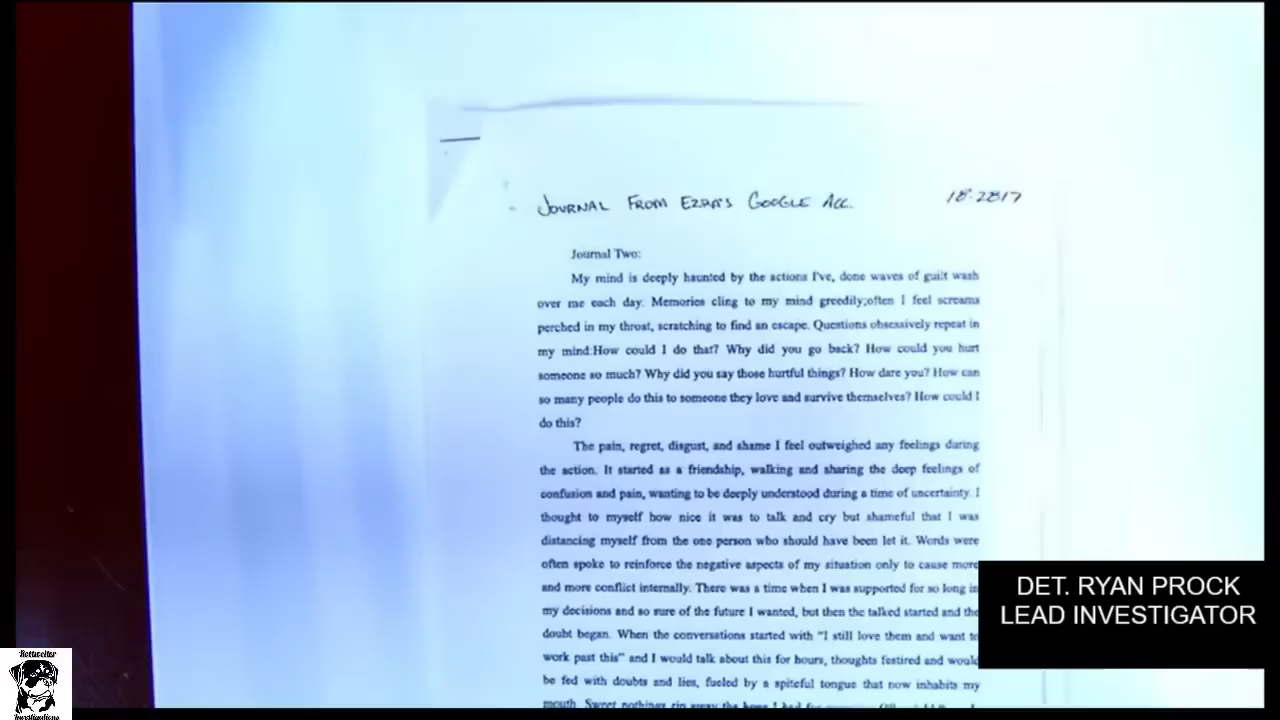 JOURNAL FROM EZRA'S GOOGLE ACC. 18-2817
Journal Two:
My mind is deeply haunted by the actions I've, done waves of guilt wash
over me each day. Memories cling to my mind greedily;often I feel screams
perched in my throat, scratching to find an escape. Questions obsessively repeat in
my mind:How could I do that? Why did you go back? How could you hurt
someone so much? Why did you say those hurtful things? How dare you? How can
so many people do this to someone they love and survive themselves? How could I
do this?
The pain, regret, disgust, and shame I feel outweighed any feelings during
the action. It started as a friendship, walking and sharing the deep feelings of
confusion and pain, wanting to be deeply understood during a time of uncertainty. I
thought to myself how nice it was to talk and cry but shameful that I was
distancing myself from the one person who should have been let it. Words were
often spoke to reinforce the negative aspects of my situation only to cause more
and more conflict internally. There was a time when I was supported for so long in
my decisions and so sure of the future I wanted, but then the talked started and the
doubt began. When the conversations started with "I still love them and want to
work past this" and I would talk about this for hours, thoughts festired and would
be fed with doubts and lies, fueled by a spiteful tongue that now inhabits my
mouth. Sweet nothings rip away the hope I had for
DET. RYAN PROCK
LEAD INVESTIGATOR
Rottweiler
Investigations